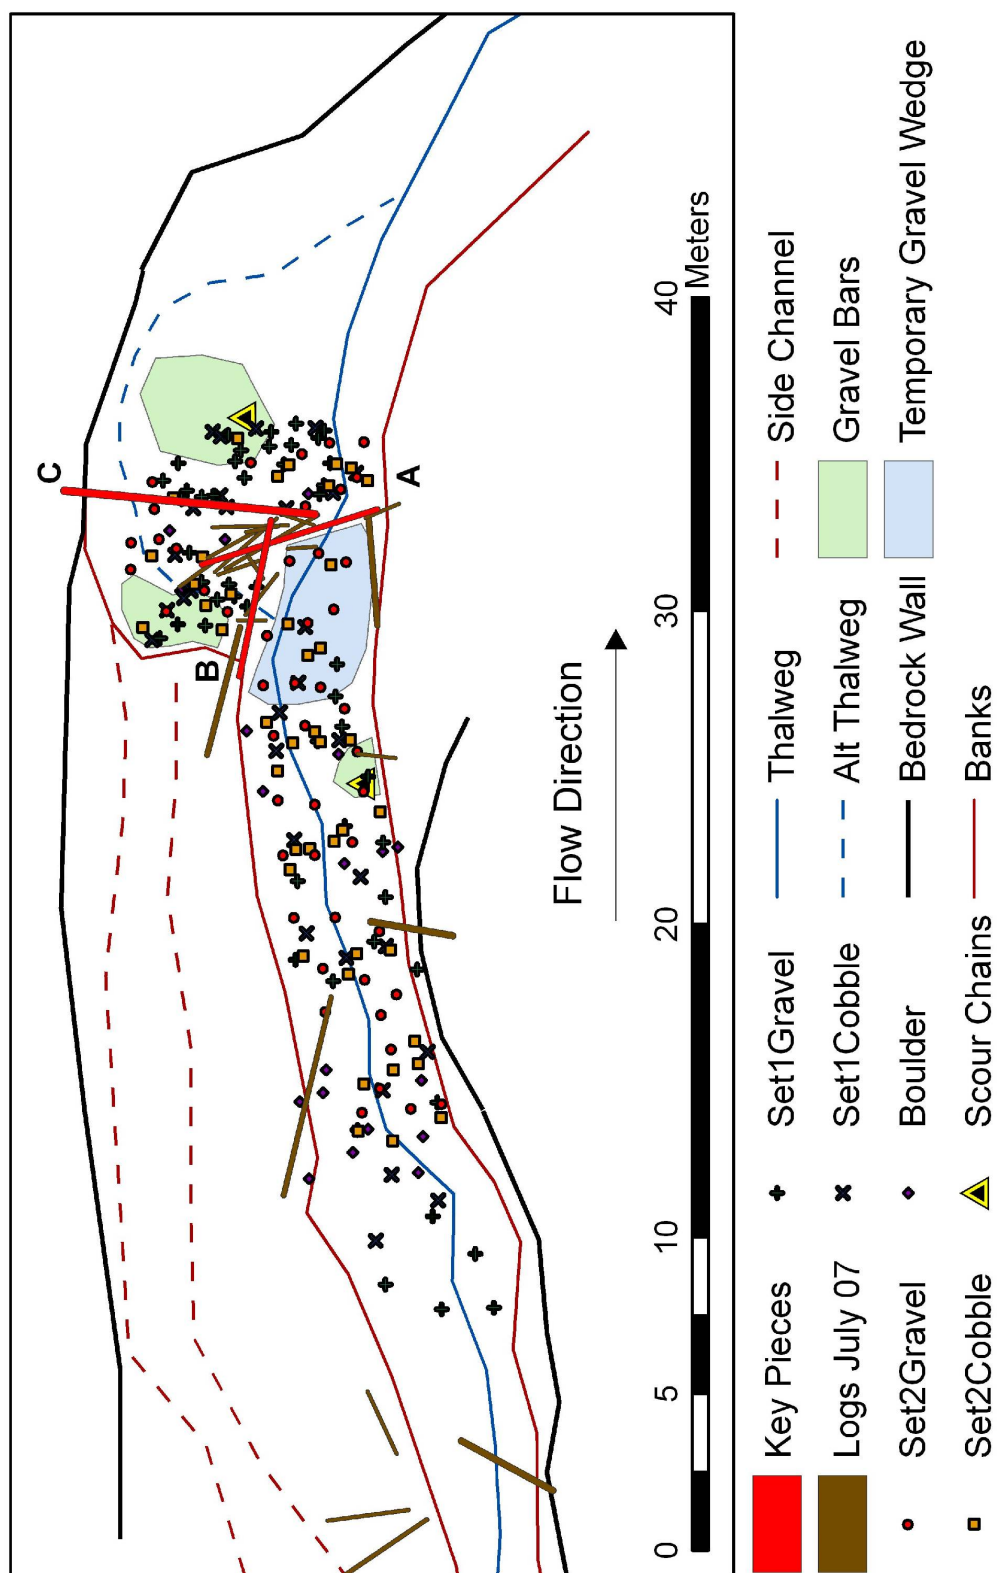 C
A
B
Flow Direction
0 5 10 20 30 40
Meters
Key Pieces
Set1Gravel
Thalweg
Side Channel
Logs July 07
Set1Cobble
Alt Thalweg
Gravel Bars
Set2Gravel
Boulder
Bedrock Wall
Temporary Gravel Wedge
Set2Cobble
Scour Chains
Banks